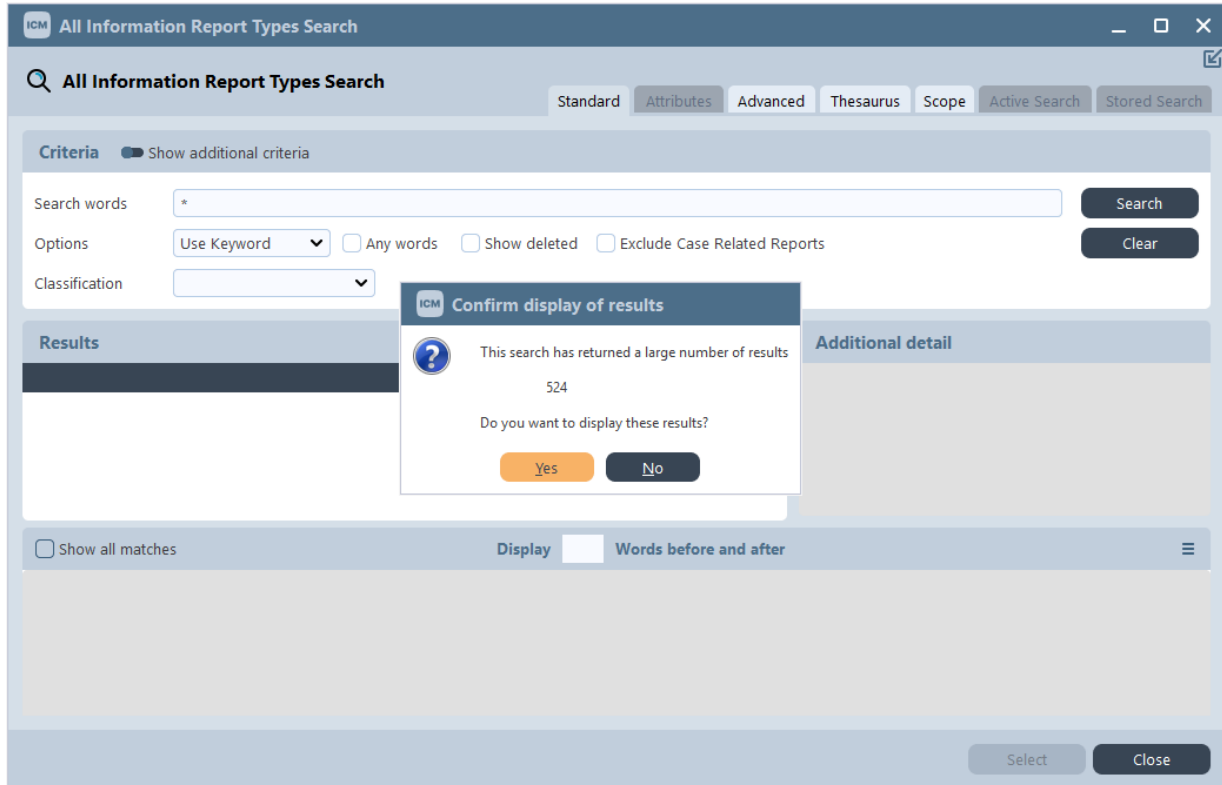 ICM All Information Report Types Search
All Information Report Types Search
Standard Attributes Advanced Thesaurus Scope Active Search Stored Search
Criteria Show additional criteria
Search words * Search
Options Use Keyword Any words Show deleted Exclude Case Related Reports Clear
Classification
ICM Confirm display of results
This search has returned a large number of results
524
Do you want to display these results?
Yes No
Results Additional detail
Show all matches Display Words before and after
Select Close